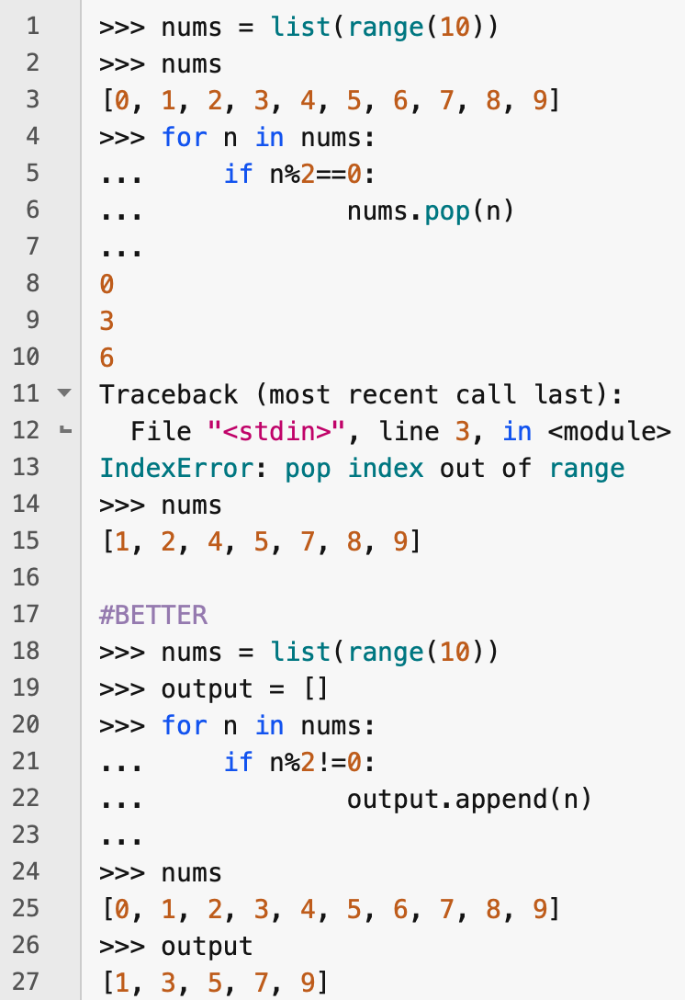 1 >>> nums = list(range(10))
2 >>> nums
3 [0, 1, 2, 3, 4, 5, 6, 7, 8, 9]
4 >>> for n in nums:
5 ...     if n%2==0:
6 ...             nums.pop(n)
7 ...
8 0
9 3
10 6
11 Traceback (most recent call last):
12   File "<stdin>", line 3, in <module>
13 IndexError: pop index out of range
14 >>> nums
15 [1, 2, 4, 5, 7, 8, 9]
16
17 #BETTER
18 >>> nums = list(range(10))
19 >>> output = []
20 >>> for n in nums:
21 ...     if n%2!=0:
22 ...             output.append(n)
23 ...
24 >>> nums
25 [0, 1, 2, 3, 4, 5, 6, 7, 8, 9]
26 >>> output
27 [1, 3, 5, 7, 9]